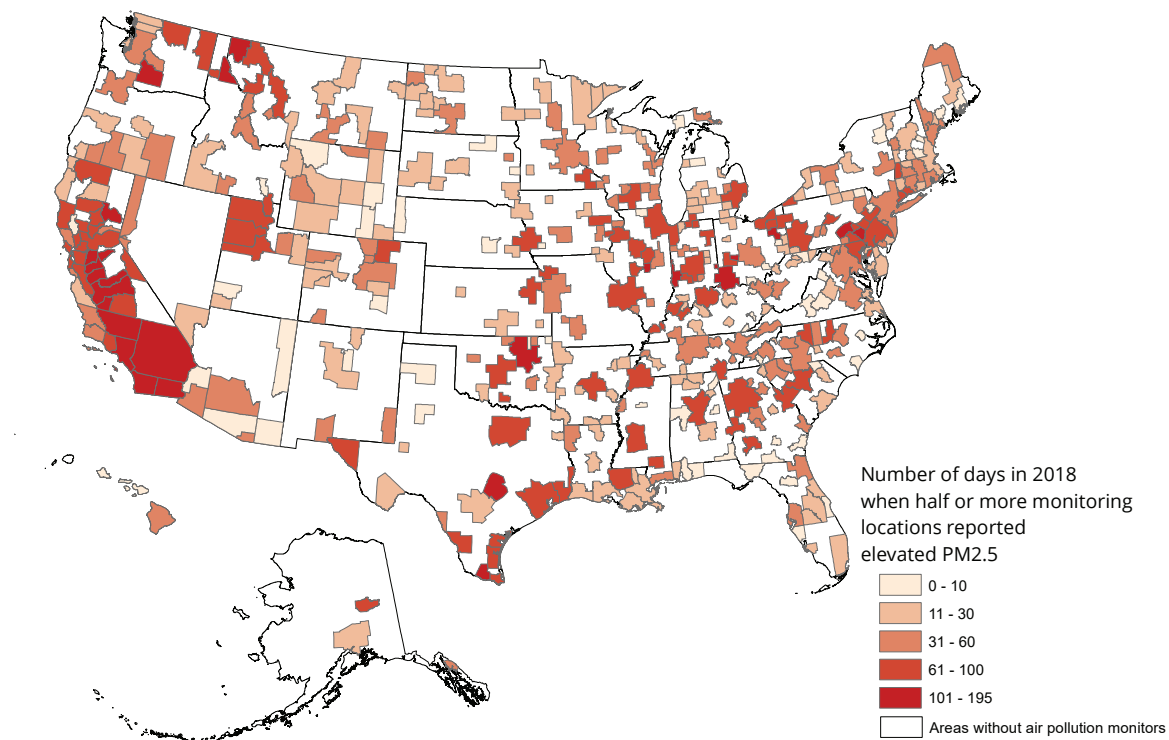 Number of days in 2018
when half or more monitoring
locations reported
elevated PM2.5
0 - 10
11 - 30
31 - 60
61 - 100
101 - 195
Areas without air pollution monitors